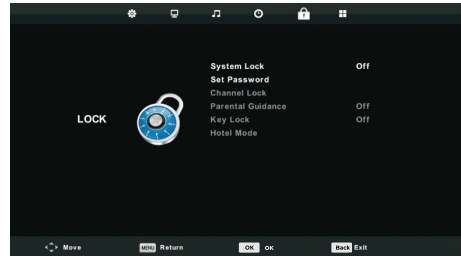 System Lock Off
Set Password
Channel Lock
Parental Guidance Off
Key Lock Off
Hotel Mode
LOCK
Move MENU Return OK OK Back Exit